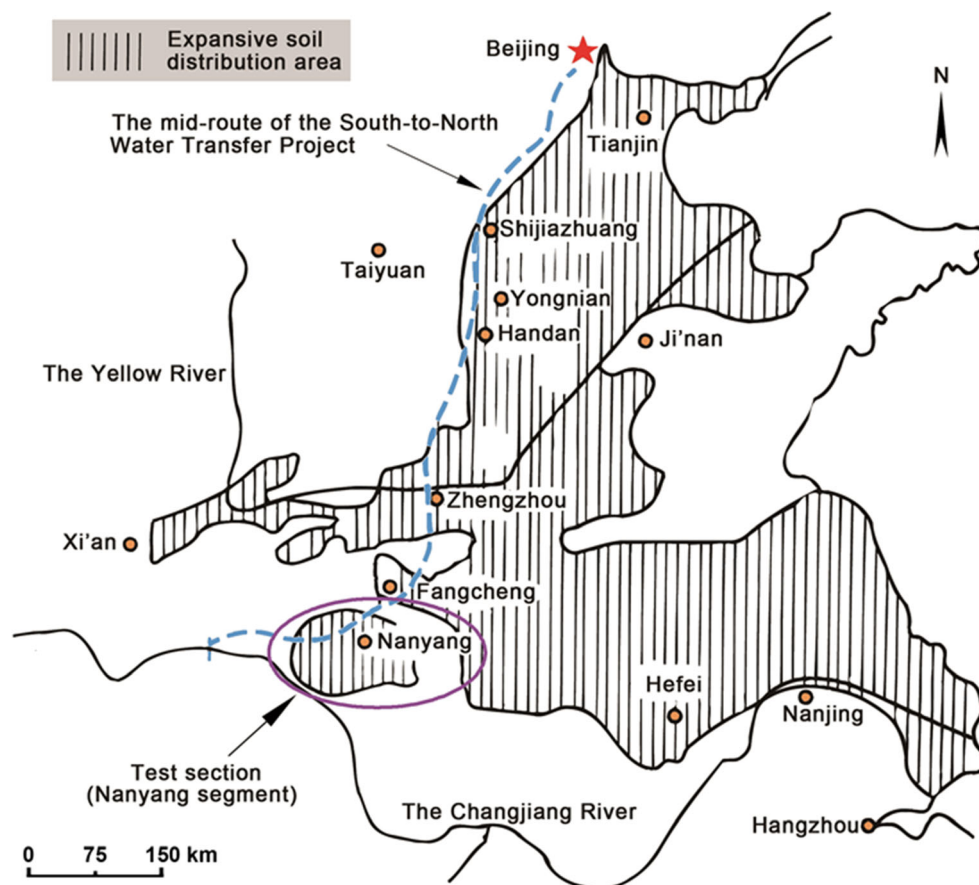 Expansive soil
distribution area
Beijing
N
The mid-route of the South-to-North
Water Transfer Project
Tianjin
Shijiazhuang
Taiyuan
Yongnian
Handan
Ji'nan
The Yellow River
Zhengzhou
Xi'an
Fangcheng
Nanyang
Hefei
Nanjing
Test section
(Nanyang segment)
The Changjiang River
Hangzhou
0 75 150 km